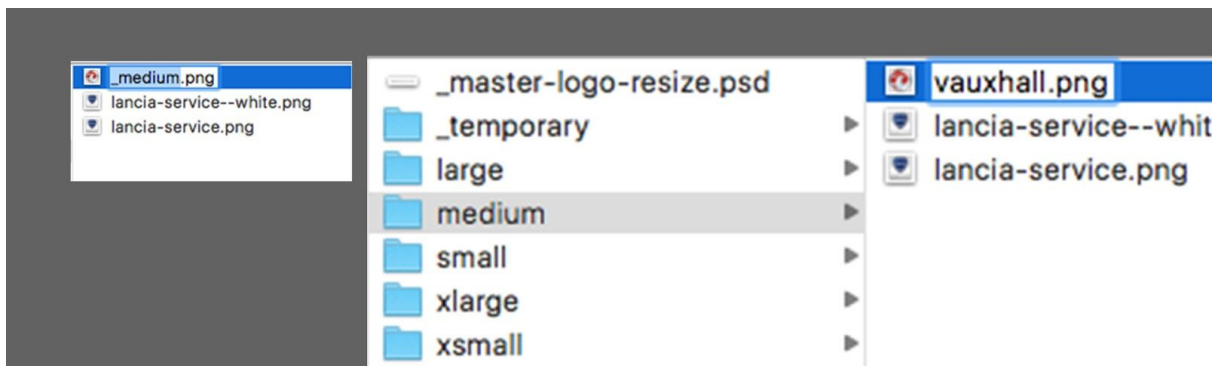 _medium.png
lancia-service--white.png
lancia-service.png
_master-logo-resize.psd
_temporary
large
medium
small
xlarge
xsmall
vauxhall.png
lancia-service--whit
lancia-service.png